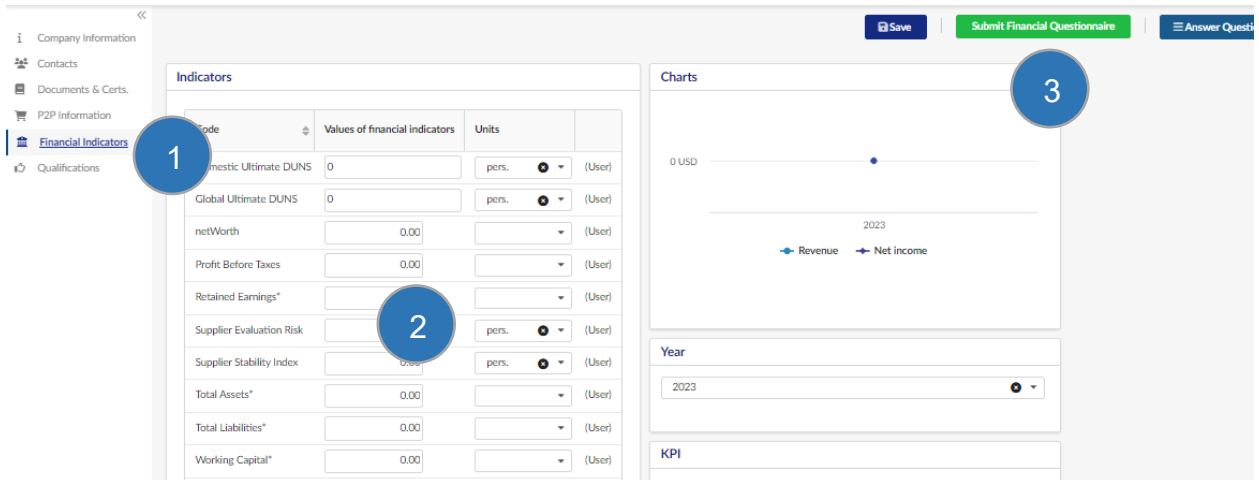 Company Information
Contacts
Documents & Certs.
P2P Information
Financial Indicators
Qualifications
Save
Submit Financial Questionnaire
Indicators
Values of financial indicators Units
Ultimate DUNS 0 pers. (User)
Global Ultimate DUNS 0 pers. (User)
netWorth 0.00 (User)
Profit Before Taxes 0.00 (User)
Retained Earnings* (User)
Supplier Evaluation Risk pers. (User)
Supplier Stability Index 0.00 pers. (User)
Total Assets* 0.00 (User)
Total Liabilities* 0.00 (User)
Working Capital* 0.00 (User)
1
2
Charts
3
0 USD
2023
Revenue Net income
Year
2023
KPI
Answer